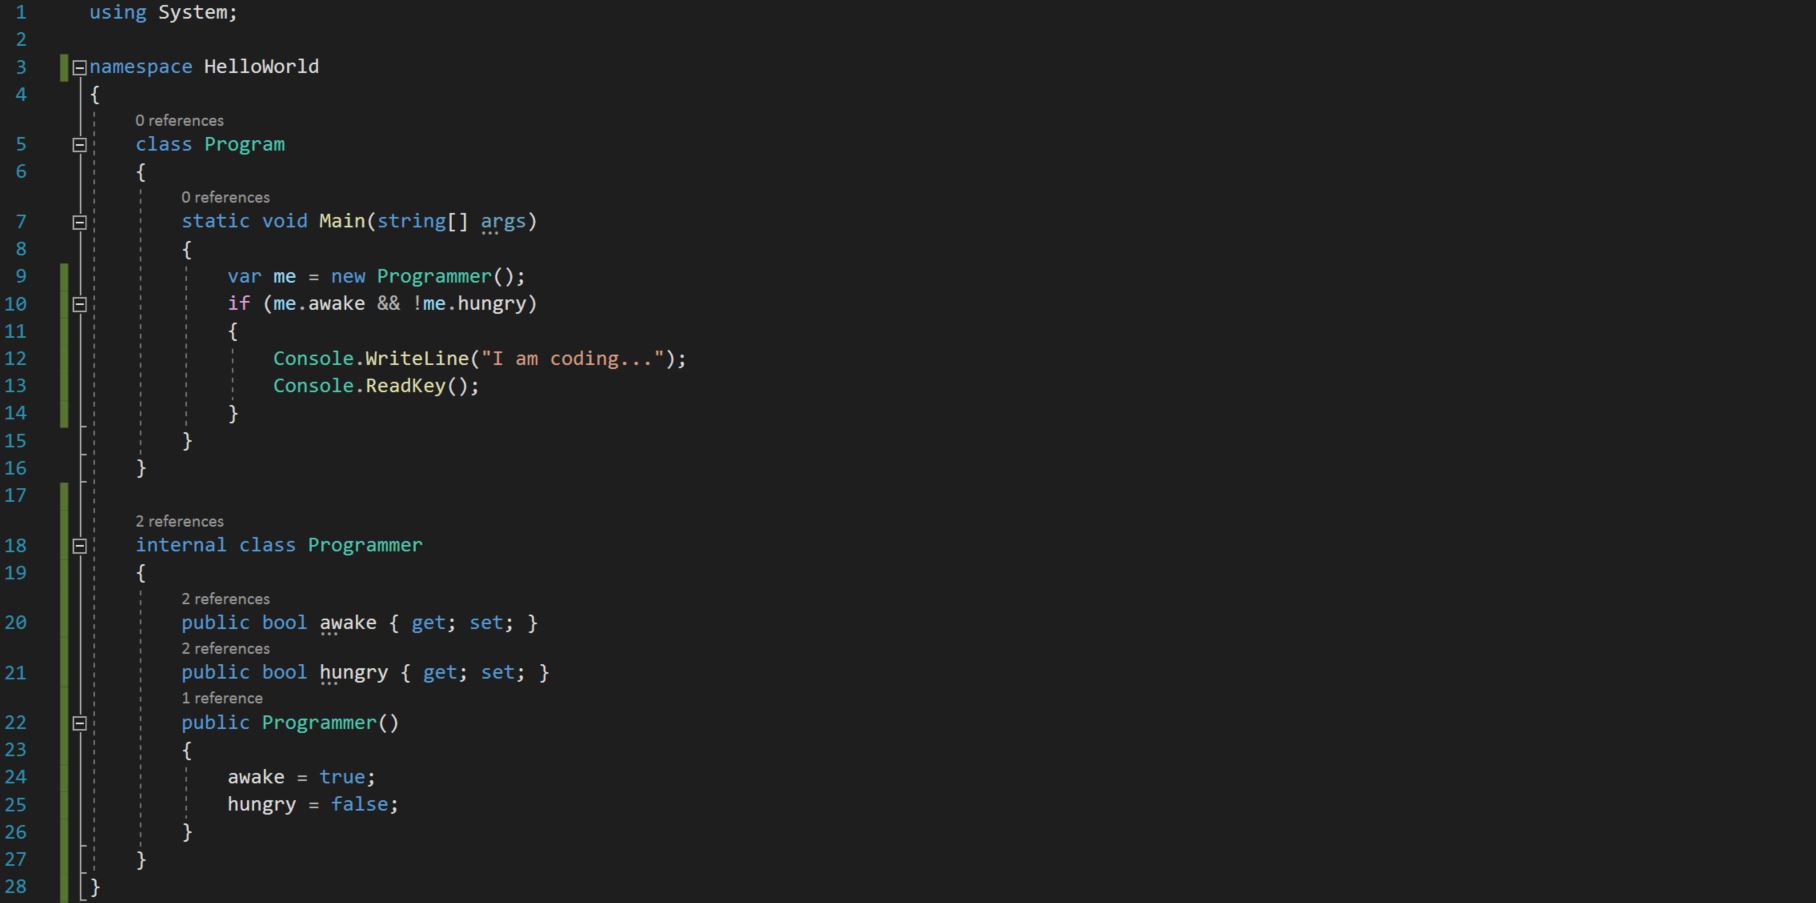 1 using System;
2
3 namespace HelloWorld
4 {
0 references
5 class Program
6 {
0 references
7 static void Main(string[] args)
8 {
9 var me = new Programmer();
10 if (me.awake && !me.hungry)
11 {
12 Console.WriteLine("I am coding...");
13 Console.ReadKey();
14 }
15 }
16 }
17
2 references
18 internal class Programmer
19 {
2 references
20 public bool awake { get; set; }
2 references
21 public bool hungry { get; set; }
1 reference
22 public Programmer()
23 {
24 awake = true;
25 hungry = false;
26 }
27 }
28 }